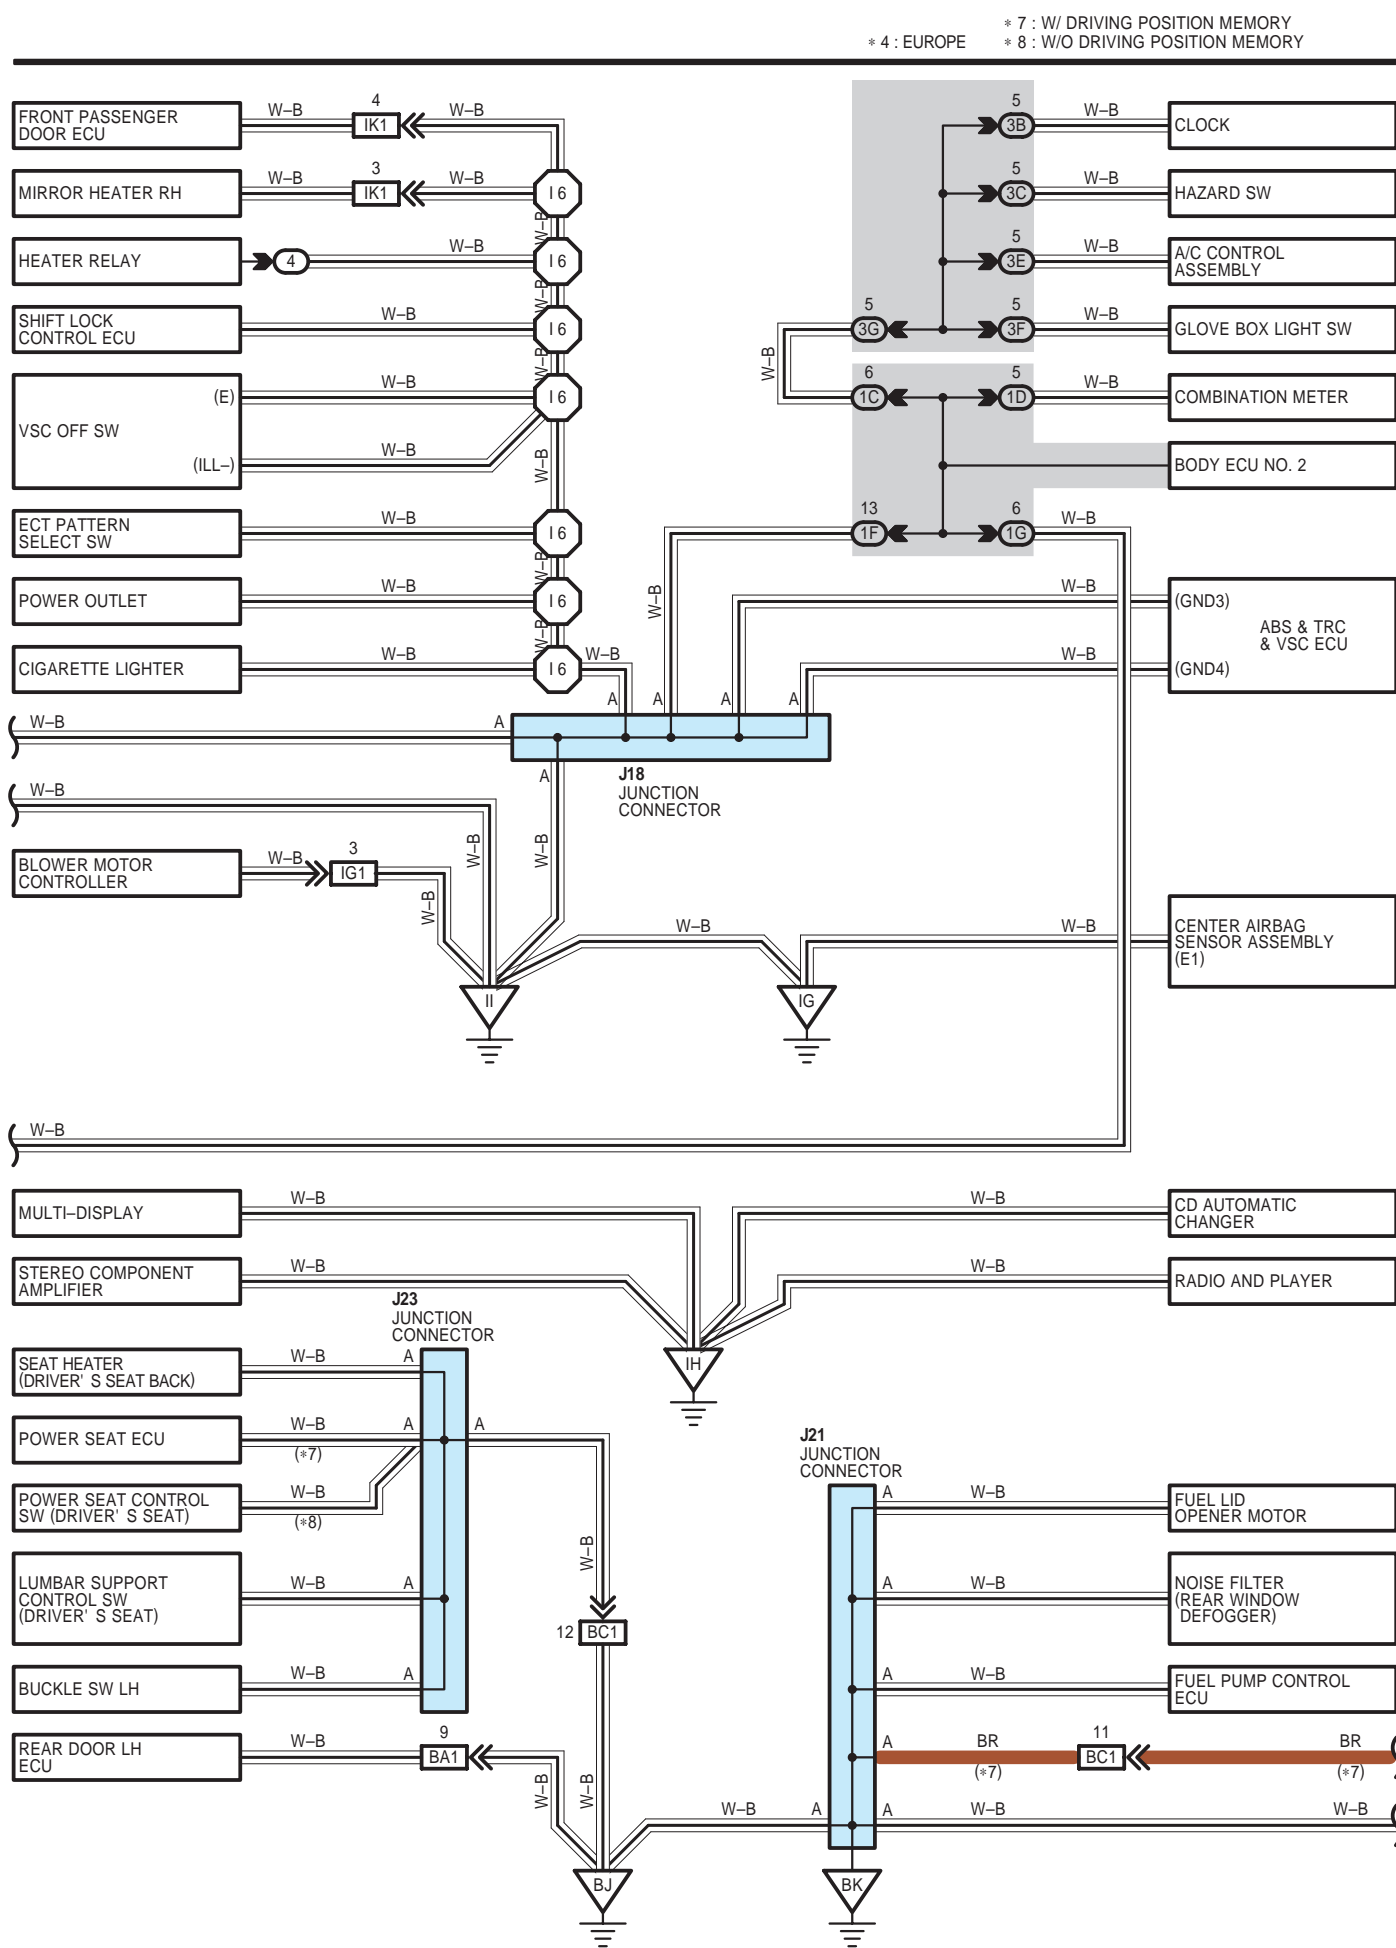 ∗ 7 : W/ DRIVING POSITION MEMORY
∗ 4 : EUROPE ∗ 8 : W/O DRIVING POSITION MEMORY
FRONT PASSENGER
DOOR ECU
W–B
4
IK1
W–B
5
3B
W–B
CLOCK
MIRROR HEATER RH
W–B
3
IK1
W–B
I 6
5
3C
W–B
HAZARD SW
W–B
HEATER RELAY
4
W–B
I 6
5
3E
W–B
A/C CONTROL
ASSEMBLY
W–B
SHIFT LOCK
CONTROL ECU
W–B
I 6
5
3G
5
3F
W–B
GLOVE BOX LIGHT SW
W–B
W–B
VSC OFF SW
(E)
W–B
I 6
6
1C
5
1D
W–B
COMBINATION METER
(ILL–)
W–B
W–B
BODY ECU NO. 2
ECT PATTERN
SELECT SW
W–B
I 6
13
1F
6
1G
W–B
W–B
POWER OUTLET
W–B
I 6
W–B
W–B
(GND3)
ABS & TRC
& VSC ECU
W–B
CIGARETTE LIGHTER
W–B
I 6
W–B
W–B
(GND4)
A
A
A
A
W–B
A
J18
JUNCTION
CONNECTOR
A
W–B
W–B
W–B
BLOWER MOTOR
CONTROLLER
W–B
3
IG1
W–B
W–B
W–B
CENTER AIRBAG
SENSOR ASSEMBLY
(E1)
II
IG
W–B
MULTI–DISPLAY
W–B
W–B
CD AUTOMATIC
CHANGER
STEREO COMPONENT
AMPLIFIER
W–B
W–B
RADIO AND PLAYER
J23
JUNCTION
CONNECTOR
IH
SEAT HEATER
(DRIVER' S SEAT BACK)
W–B
A
POWER SEAT ECU
W–B
(∗7)
A
A
J21
JUNCTION
CONNECTOR
POWER SEAT CONTROL
SW (DRIVER' S SEAT)
W–B
(∗8)
A
W–B
FUEL LID
OPENER MOTOR
W–B
LUMBAR SUPPORT
CONTROL SW
(DRIVER' S SEAT)
W–B
A
A
W–B
NOISE FILTER
(REAR WINDOW
DEFOGGER)
12
BC1
BUCKLE SW LH
W–B
A
A
W–B
FUEL PUMP CONTROL
ECU
REAR DOOR LH
ECU
W–B
9
BA1
A
BR
(∗7)
11
BC1
BR
(∗7)
W–B
W–B
W–B
A
A
W–B
W–B
BJ
BK